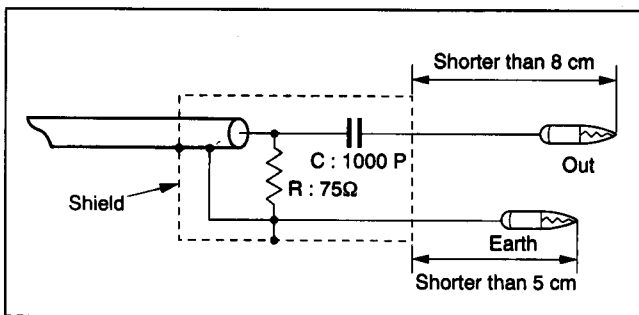 Shorter than 8 cm
C : 1000 P
Out
R : 75Ω
Shield
Earth
Shorter than 5 cm